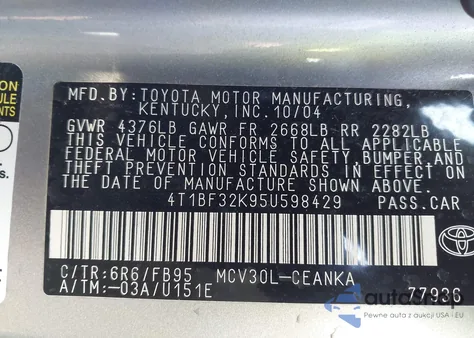 MFD. BY: TOYOTA MOTOR MANUFACTURING,
KENTUCKY, INC. 10/04
GVWR 4376LB GAWR FR 2668LB RR 2282LB
THIS VEHICLE CONFORMS TO ALL APPLICABLE
FEDERAL MOTOR VEHICLE SAFETY, BUMPER, AND
THEFT PREVENTION STANDARDS IN EFFECT ON
THE DATE OF MANUFACTURE SHOWN ABOVE.
4T1BF32K95U598429 PASS.CAR
C/TR: 6R6/FB95 MCV30L-CEANKA
A/TM:-03A/U151E 77936
TOYOTA
Pewne auta z aukcji USA i EU